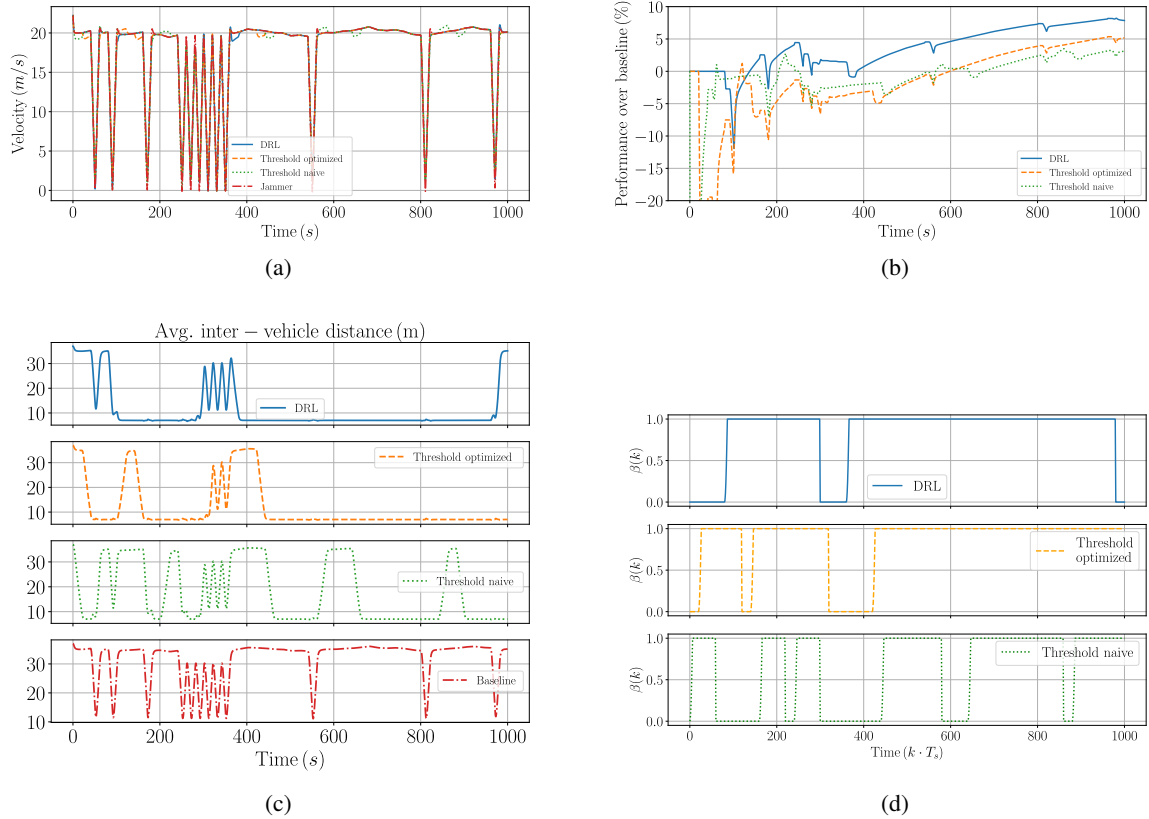 Velocity (m/s)
20
15
10
5
0
DRL
Threshold optimized
Threshold naive
Jammer
0 200 400 600 800 1000
Time (s)
(a)
Performance over baseline (%)
10
5
0
−5
−10
−15
−20
DRL
Threshold optimized
Threshold naive
0 200 400 600 800 1000
Time (s)
(b)
Avg. inter − vehicle distance (m)
30
20
10
DRL
30
20
10
Threshold optimized
30
20
10
Threshold naive
30
20
10
Baseline
0 200 400 600 800 1000
Time (s)
(c)
β(k)
1.0
0.5
0.0
DRL
β(k)
1.0
0.5
0.0
Threshold
optimized
β(k)
1.0
0.5
0.0
Threshold naive
0 200 400 600 800 1000
Time (k · Tₛ)
(d)